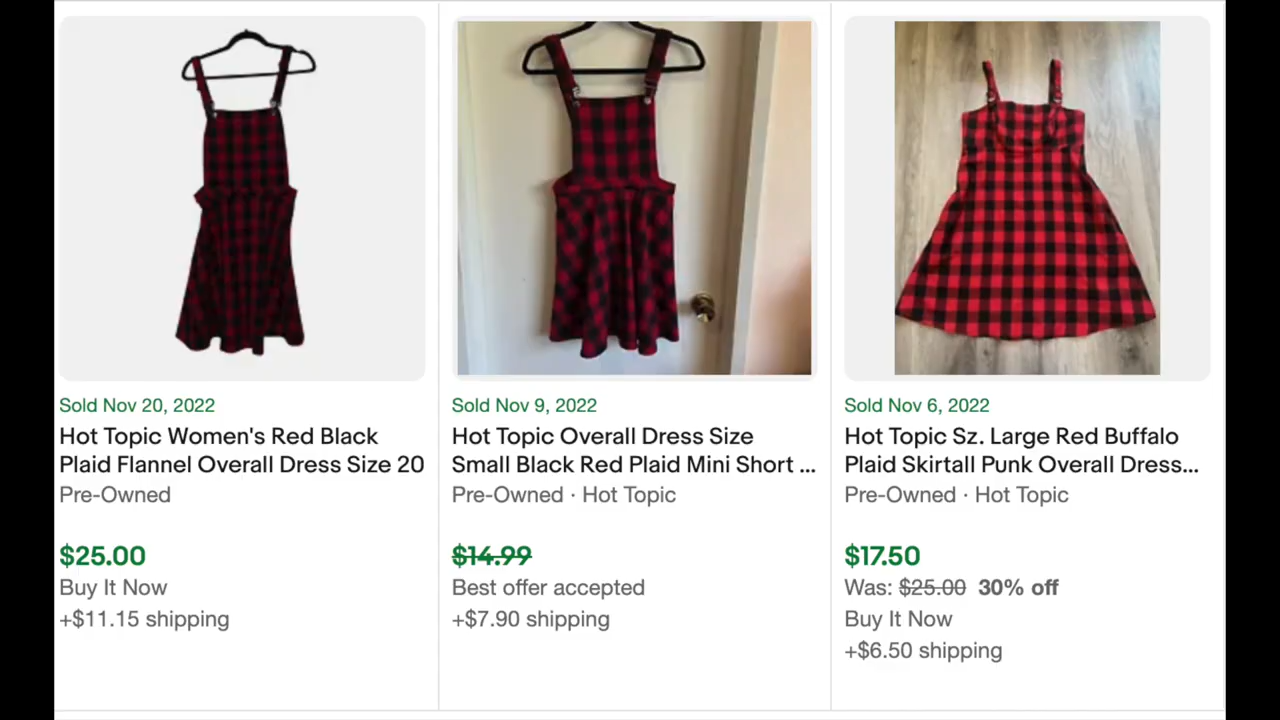 Sold Nov 20, 2022
Hot Topic Women's Red Black
Plaid Flannel Overall Dress Size 20
Pre-Owned
$25.00
Buy It Now
+$11.15 shipping
Sold Nov 9, 2022
Hot Topic Overall Dress Size
Small Black Red Plaid Mini Short ...
Pre-Owned · Hot Topic
$14.99
Best offer accepted
+$7.90 shipping
Sold Nov 6, 2022
Hot Topic Sz. Large Red Buffalo
Plaid Skirtall Punk Overall Dress...
Pre-Owned · Hot Topic
$17.50
Was: $25.00 30% off
Buy It Now
+$6.50 shipping